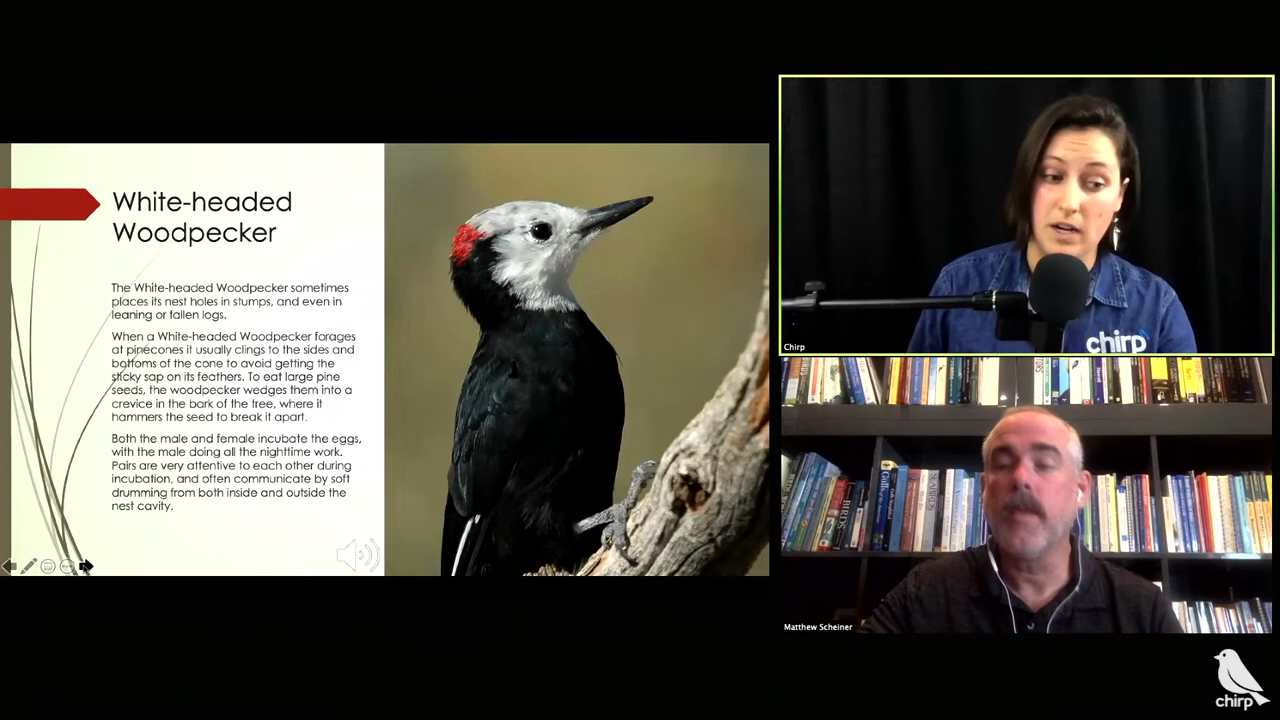 White-headed
Woodpecker
The White-headed Woodpecker sometimes
places its nest holes in stumps, and even in
leaning or fallen logs.
When a White-headed Woodpecker forages
at pinecones it usually clings to the sides and
bottoms of the cone to avoid getting the
sticky sap on its feathers. To eat large pine
seeds, the woodpecker wedges them into a
crevice in the bark of the tree, where it
hammers the seed to break it apart.
Both the male and female incubate the eggs,
with the male doing all the nighttime work.
Pairs are very attentive to each other during
incubation, and often communicate by soft
drumming from both inside and outside the
nest cavity.
chirp
Chirp
BIRDS
Matthew Scheiner
chirp